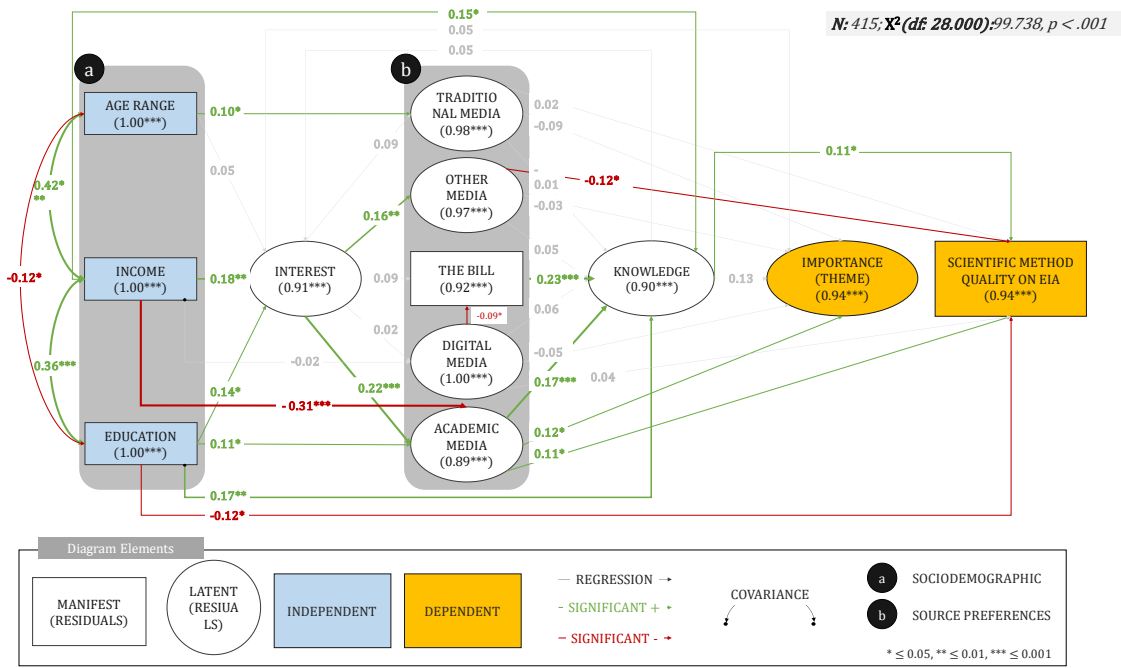 0.15*
0.05
0.05
N: 415; X²(df: 28.000):99.738, p < .001
a
b
AGE RANGE
(1.00***)
0.10*
TRADITIO
NAL MEDIA
(0.98***)
0.02
-0.09
0.09
0.11*
0.05
0.42*
**
OTHER
MEDIA
(0.97***)
-
0.01
-0.03
-0.12*
0.16**
0.05
-0.12*
INCOME
(1.00***)
0.18**
INTEREST
(0.91***)
0.09
THE BILL
(0.92***)
0.23***
KNOWLEDGE
(0.90***)
0.13
IMPORTANCE
(THEME)
(0.94***)
SCIENTIFIC METHOD
QUALITY ON EIA
(0.94***)
-0.09*
0.06
0.02
DIGITAL
MEDIA
(1.00***)
-0.02
-0.05
0.36***
0.04
0.14*
0.22***
0.17***
- 0.31***
EDUCATION
(1.00***)
0.11*
ACADEMIC
MEDIA
(0.89***)
0.12*
0.11*
0.17**
-0.12*
Diagram Elements
MANIFEST
(RESIDUALS)
LATENT
(RESIUA
LS)
INDEPENDENT
DEPENDENT
REGRESSION
SIGNIFICANT +
SIGNIFICANT -
COVARIANCE
a
SOCIODEMOGRAPHIC
b
SOURCE PREFERENCES
* ≤ 0.05, ** ≤ 0.01, *** ≤ 0.001